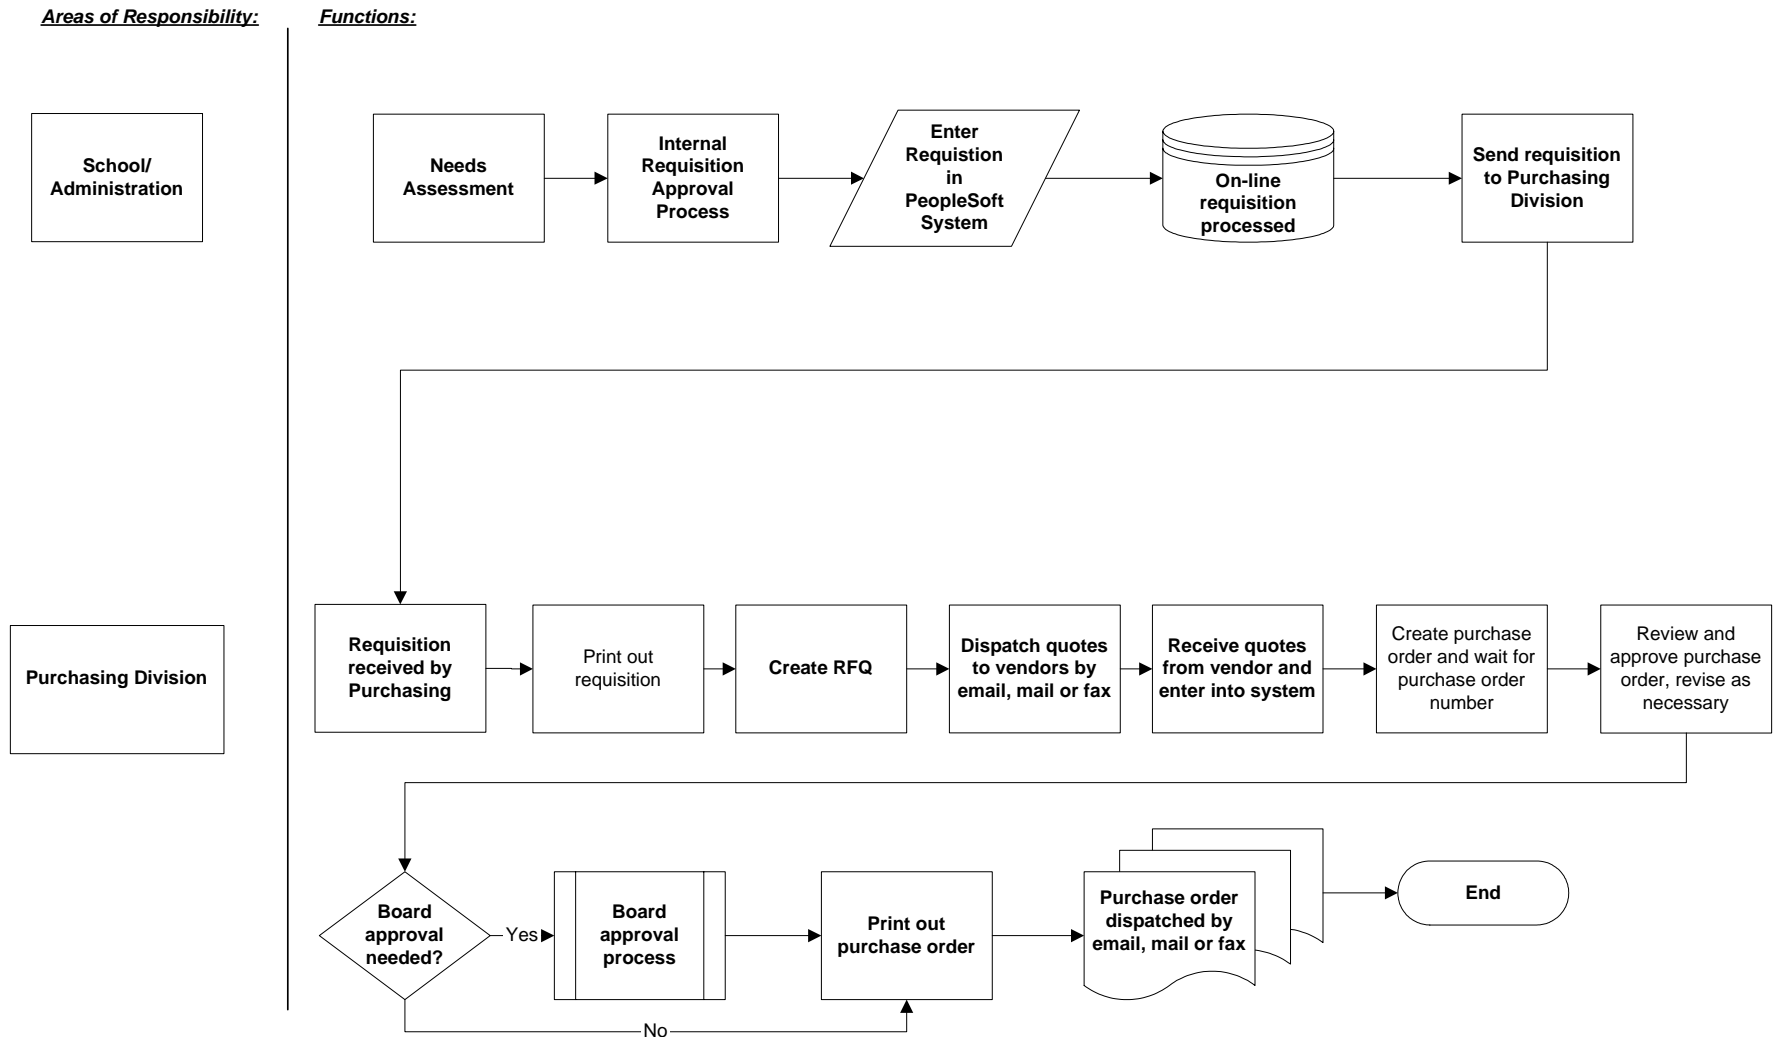 Areas of Responsibility:
Functions:
School/
Administration
Needs
Assessment
Internal
Requisition
Approval
Process
Enter
Requistion
in
PeopleSoft
System
On-line
requisition
processed
Send requisition
to Purchasing
Division
Purchasing Division
Requisition
received by
Purchasing
Print out
requisition
Create RFQ
Dispatch quotes
to vendors by
email, mail or fax
Receive quotes
from vendor and
enter into system
Create purchase
order and wait for
purchase order
number
Review and
approve purchase
order, revise as
necessary
Board
approval
needed?
Yes
Board
approval
process
Print out
purchase order
Purchase order
dispatched by
email, mail or fax
End
No